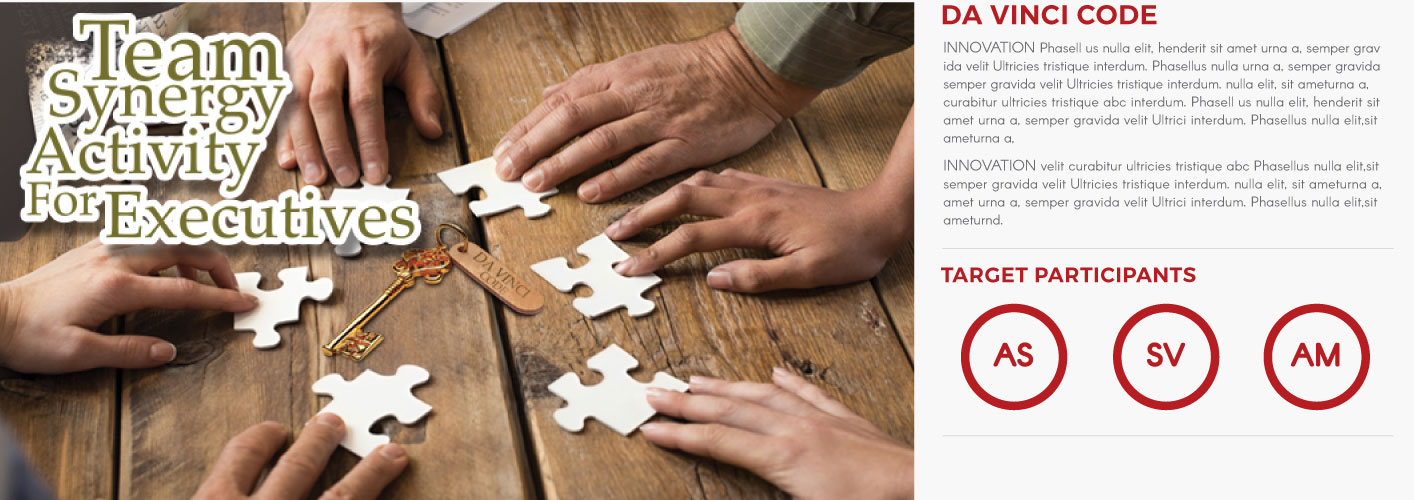 Team
Synergy
Activity
For Executives
DA VINCI
CODE
DA VINCI CODE
INNOVATION Phasell us nulla elit, henderit sit amet urna a, semper grav
ida velit Ultricies tristique interdum. Phasellus nulla urna a, semper gravida
semper gravida velit Ultricies tristique interdum. nulla elit, sit ameturna a,
curabitur ultricies tristique abc interdum. Phasell us nulla elit, henderit sit
amet urna a, semper gravida velit Ultrici interdum. Phasellus nulla elit,sit
ameturna a,
INNOVATION velit curabitur ultricies tristique abc Phasellus nulla elit,sit
semper gravida velit Ultricies tristique interdum. nulla elit, sit ameturna a,
amet urna a, semper gravida velit Ultrici interdum. Phasellus nulla elit,sit
ameturnd.
TARGET PARTICIPANTS
AS SV AM